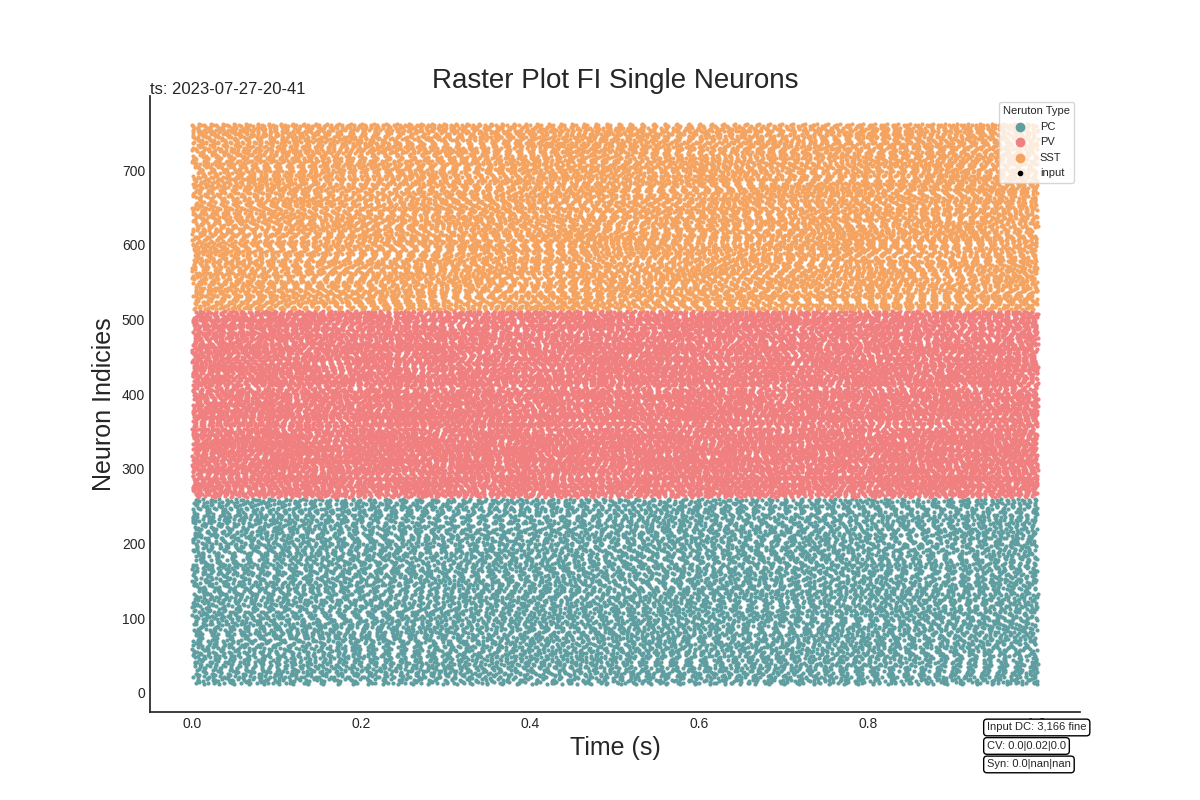 Raster Plot FI Single Neurons
ts: 2023-07-27-20-41
Neruton Type
PC
PV
SST
input
700
600
500
400
300
200
100
0
Neuron Indicies
0.0
0.2
0.4
0.6
0.8
Time (s)
Input DC: 3,166 fine
CV: 0.0|0.02|0.0
Syn: 0.0|nan|nan